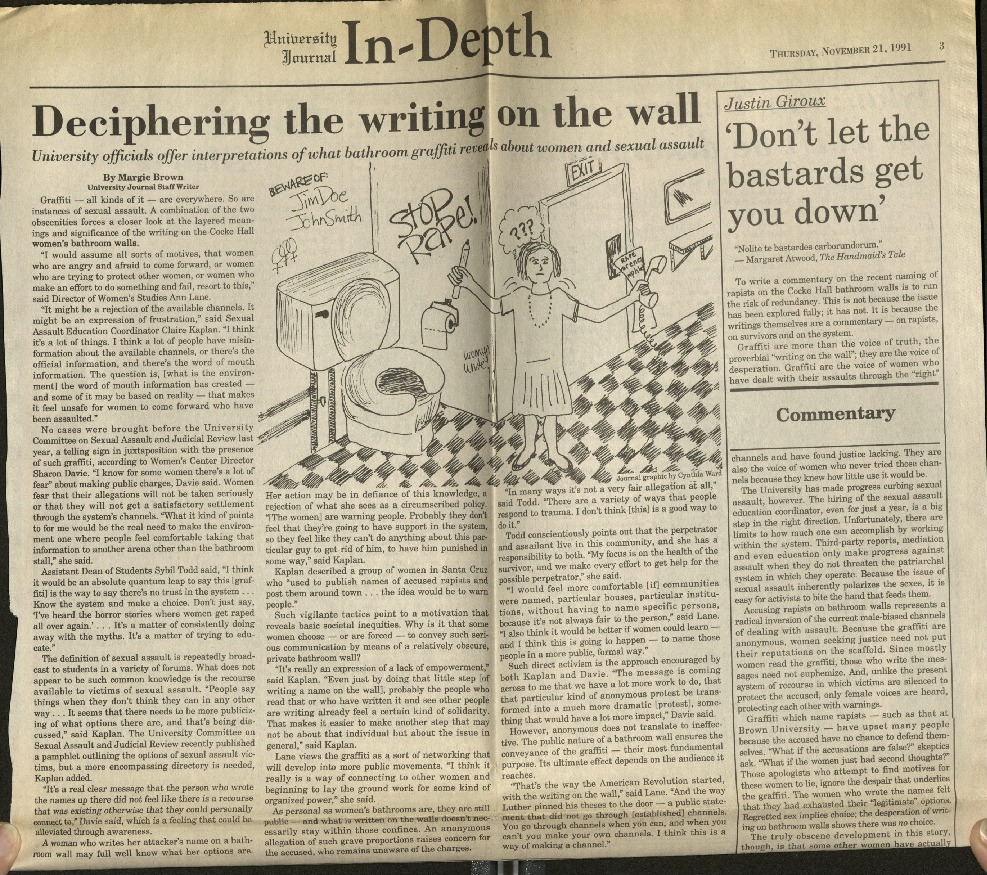 University
Journal
In-Depth
THURSDAY, NOVEMBER 21, 1991
3
Deciphering the writing on the wall
University officials offer interpretations of what bathroom graffiti reveals about women and sexual assault
By Margie Brown
University Journal Staff Writer
Graffiti — all kinds of it — are everywhere. So are
instances of sexual assault. A combination of the two
obscenities forces a closer look at the layered mean-
ings and significance of the writing on the Cocke Hall
women's bathroom walls.
"I would assume all sorts of motives, that women
who are angry and afraid to come forward, or women
who are trying to protect other women, or women who
make an effort to do something and fail, resort to this,"
said Director of Women's Studies Ann Lane.
"It might be a rejection of the available channels. It
might be an expression of frustration," said Sexual
Assault Education Coordinator Claire Kaplan. "I think
it's a lot of things. I think a lot of people have misin-
formation about the available channels, or there's the
official information, and there's the word of mouth
information. The question is, [what is the environ-
ment] the word of mouth information has created —
and some of it may be based on reality — that makes
it feel unsafe for women to come forward who have
been assaulted."
No cases were brought before the University
Committee on Sexual Assault and Judicial Review last
year, a telling sign in juxtaposition with the presence
of such graffiti, according to Women's Center Director
Sharon Davie. "I know for some women there's a lot of
fear" about making public charges, Davie said. Women
fear that their allegations will not be taken seriously
or that they will not get a satisfactory settlement
through the system's channels. "What it kind of points
to for me would be the real need to make the environ-
ment one where people feel comfortable taking that
information to another arena other than the bathroom
stall," she said.
Assistant Dean of Students Sybil Todd said, "I think
it would be an absolute quantum leap to say this [graf-
fiti] is the way to say there's no trust in the system . . .
Know the system and make a choice. Don't just say,
'I've heard the horror stories where women get raped
all over again.' . . . It's a matter of consistently doing
away with the myths. It's a matter of trying to edu-
cate."
The definition of sexual assault is repeatedly broad-
cast to students in a variety of forums. What does not
appear to be such common knowledge is the recourse
available to victims of sexual assault. "People say
things when they don't think they can in any other
way . . . It seems that there needs to be more publiciz-
ing of what options there are, and that's being dis-
cussed," said Kaplan. The University Committee on
Sexual Assault and Judicial Review recently published
a pamphlet outlining the options of sexual assault vic-
tims, but a more encompassing directory is needed,
Kaplan added.
"It's a real clear message that the person who wrote
the names up there did not feel like there is a recourse
that was existing otherwise that they could personally
connect to," Davie said, which is a feeling that could be
alleviated through awareness.
A woman who writes her attacker's name on a bath-
room wall may full well know what her options are.
BEWARE OF:
Jim Doe
John Smith
STOP
RAPE!
???
EXIT
Journal graphic by Cynthia Ward
Her action may be in defiance of this knowledge, a
rejection of what she sees as a circumscribed policy.
"[The women] are warning people. Probably they don't
feel that they're going to have support in the system,
so they feel like they can't do anything about this par-
ticular guy to get rid of him, to have him punished in
some way," said Kaplan.
Kaplan described a group of women in Santa Cruz
who "used to publish names of accused rapists and
post them around town . . . the idea would be to warn
people."
Such vigilante tactics point to a motivation that
reveals basic societal inequities. Why is it that some
women choose — or are forced — to convey such seri-
ous communication by means of a relatively obscure,
private bathroom wall?
"It's really an expression of a lack of empowerment,"
said Kaplan. "Even just by doing that little step [of
writing a name on the wall], probably the people who
read that or who have written it and see other people
are writing already feel a certain kind of solidarity.
That makes it easier to make another step that may
not be about that individual but about the issue in
general," said Kaplan.
Lane views the graffiti as a sort of networking that
will develop into more public movements. "I think it
really is a way of connecting to other women and
beginning to lay the ground work for some kind of
organized power," she said.
As personal as women's bathrooms are, they are still
public — and what is written on the walls doesn't nec-
essarily stay within those confines. An anonymous
allegation of such grave proportions raises concern for
the accused, who remains unaware of the charges.
"In many ways it's not a very fair allegation at all,"
said Todd. "There are a variety of ways that people
respond to trauma. I don't think [this] is a good way to
do it."
Todd conscientiously points out that the perpetrator
and assailant live in this community, and she has a
responsibility to both. "My focus is on the health of the
survivor, and we make every effort to get help for the
possible perpetrator," she said.
"I would feel more comfortable [if] communities
were named, particular houses, particular institu-
tions, without having to name specific persons,
because it's not always fair to the person," said Lane.
"I also think it would be better if women could learn —
and I think this is going to happen — to name those
people in a more public, formal way."
Such direct activism is the approach encouraged by
both Kaplan and Davie. "The message is coming
across to me that we have a lot more work to do, that
that particular kind of anonymous protest be trans-
formed into a much more dramatic [protest], some-
thing that would have a lot more impact," Davie said.
However, anonymous does not translate to ineffec-
tive. The public nature of a bathroom wall ensures the
conveyance of the graffiti — their most fundamental
purpose. Its ultimate effect depends on the audience it
reaches.
"That's the way the American Revolution started,
with the writing on the wall," said Lane. "And the way
Luther pinned his theses to the door — a public state-
ment that did not go through [established] channels.
You go through channels when you can, and when you
can't you make your own channels. I think this is a
way of making a channel."
Justin Giroux
'Don't let the
bastards get
you down'
"Nolite te bastardes carborundorum."
— Margaret Atwood, The Handmaid's Tale
To write a commentary on the recent naming of
rapists on the Cocke Hall bathroom walls is to run
the risk of redundancy. This is not because the issue
has been explored fully; it has not. It is because the
writings themselves are a commentary — on rapists,
on survivors and on the system.
Graffiti are more than the voice of truth, the
proverbial "writing on the wall"; they are the voice of
desperation. Graffiti are the voice of women who
have dealt with their assaults through the "right"
Commentary
channels and have found justice lacking. They are
also the voice of women who never tried those chan-
nels because they knew how little use it would be.
The University has made progress curbing sexual
assault, however. The hiring of the sexual assault
education coordinator, even for just a year, is a big
step in the right direction. Unfortunately, there are
limits to how much one can accomplish by working
within the system. Third-party reports, mediation
and even education only make progress against
assault when they do not threaten the patriarchal
system in which they operate. Because the issue of
sexual assault inherently polarizes the sexes, it is
easy for activists to bite the hand that feeds them.
Accusing rapists on bathroom walls represents a
radical inversion of the current male-biased channels
of dealing with assault. Because the graffiti are
anonymous, women seeking justice need not put
their reputations on the scaffold. Since mostly
women read the graffiti, those who write the mes-
sages need not euphemize. And, unlike the present
system of recourse in which victims are silenced to
protect the accused, only female voices are heard,
protecting each other with warnings.
Graffiti which name rapists — such as that at
Brown University — have upset many people
because the accused have no chance to defend them-
selves. "What if the accusations are false?" skeptics
ask. "What if the women just had second thoughts?"
Those apologists who attempt to find motives for
these women to lie, ignore the despair that underlies
the graffiti. The women who wrote the names felt
that they had exhausted their "legitimate" options.
Regretted sex implies choice; the desperation of writ-
ing on bathroom walls shows there was no choice.
The truly obscene development in this story,
though, is that some other women have actually